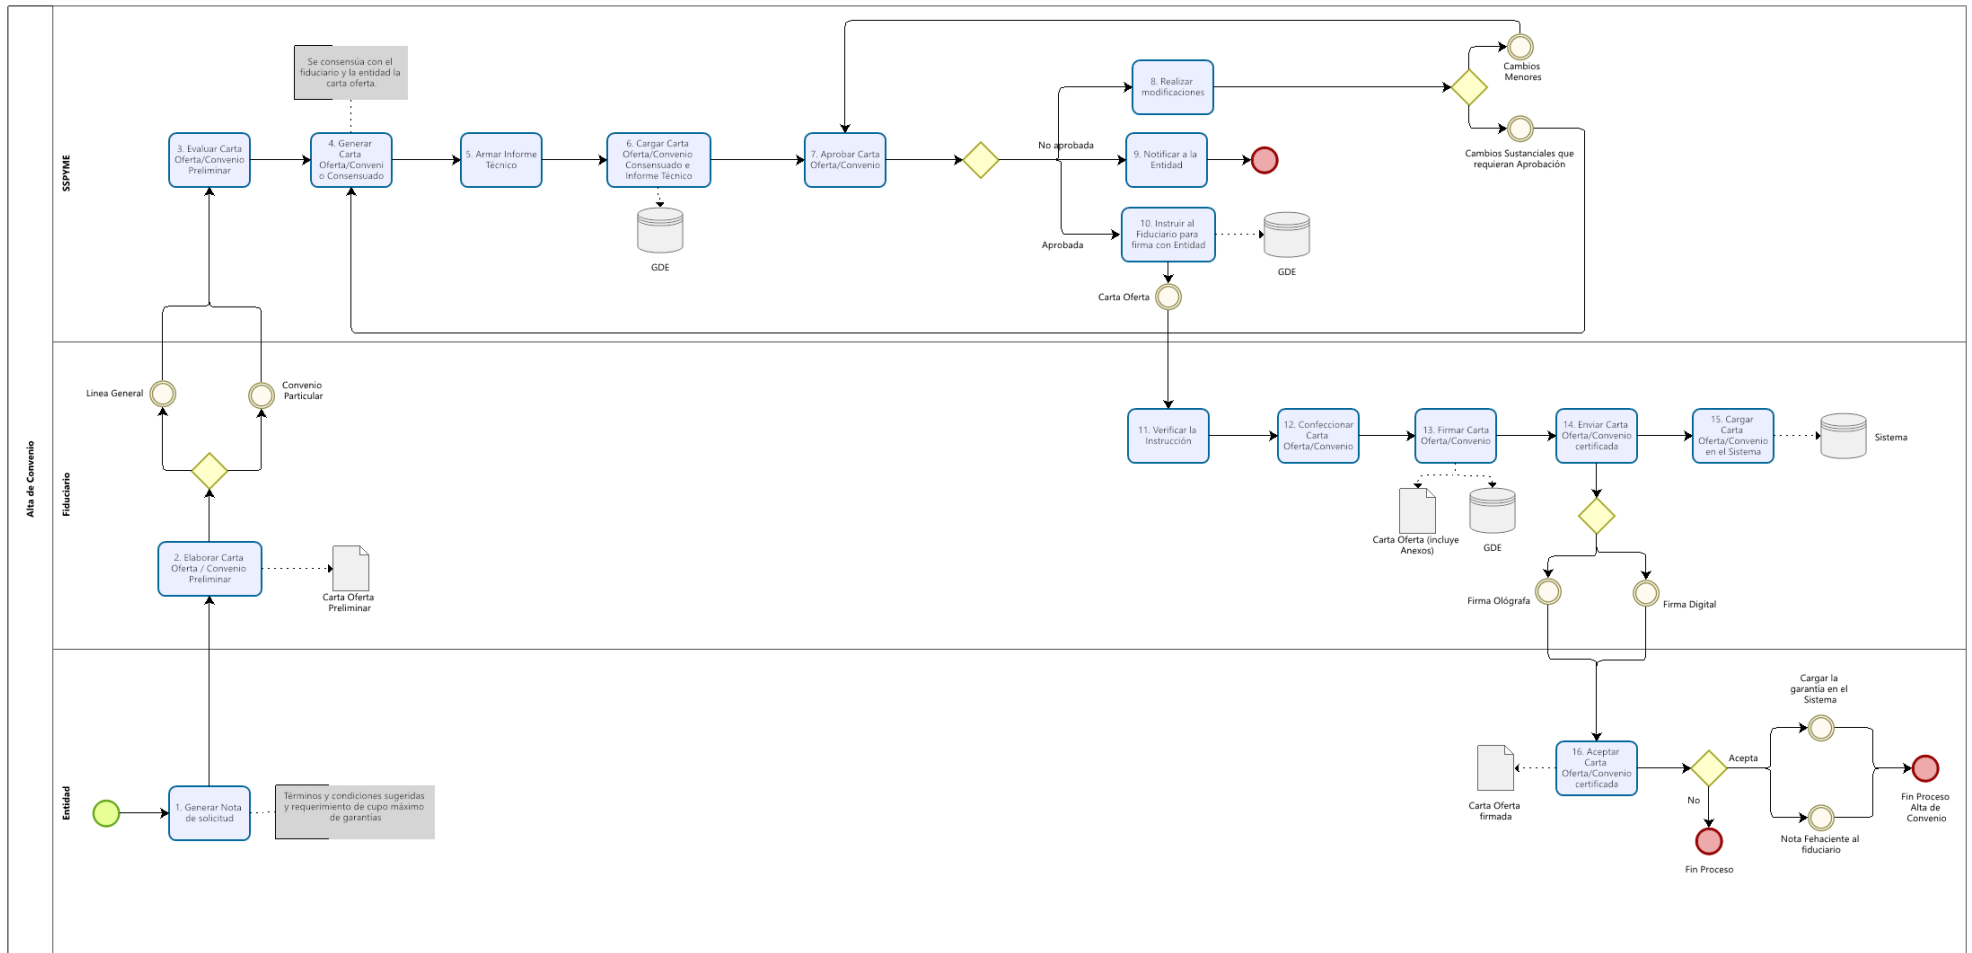 Alta de Convenio
SSPYME
Se consensúa con el
fiduciario y la entidad la
carta oferta.
3. Evaluar Carta
Oferta/Convenio
Preliminar
4. Generar
Carta
Oferta/Conveni
o Consensuado
5. Armar Informe
Técnico
6. Cargar Carta
Oferta/Convenio
Consensuado e
Informe Técnico
GDE
7. Aprobar Carta
Oferta/Convenio
No aprobada
Aprobada
8. Realizar
modificaciones
9. Notificar a la
Entidad
10. Instruir al
Fiduciario para
firma con Entidad
GDE
Carta Oferta
Cambios
Menores
Cambios Sustanciales que
requieran Aprobación
Fiduciario
Linea General
Convenio
Particular
2. Elaborar Carta
Oferta / Convenio
Preliminar
Carta Oferta
Preliminar
11. Verificar la
Instrucción
12. Confeccionar
Carta
Oferta/Convenio
13. Firmar Carta
Oferta/Convenio
Carta Oferta (incluye
Anexos)
GDE
14. Enviar Carta
Oferta/Convenio
certificada
15. Cargar
Carta
Oferta/Convenio
en el Sistema
Sistema
Firma Ológrafa
Firma Digital
Entidad
1. Generar Nota
de solicitud
Términos y condiciones sugeridas
y requerimiento de cupo máximo
de garantías
16. Aceptar
Carta
Oferta/Convenio
certificada
Carta Oferta
firmada
Acepta
No
Fin Proceso
Cargar la
garantía en el
Sistema
Nota Fehaciente al
fiduciario
Fin Proceso
Alta de
Convenio